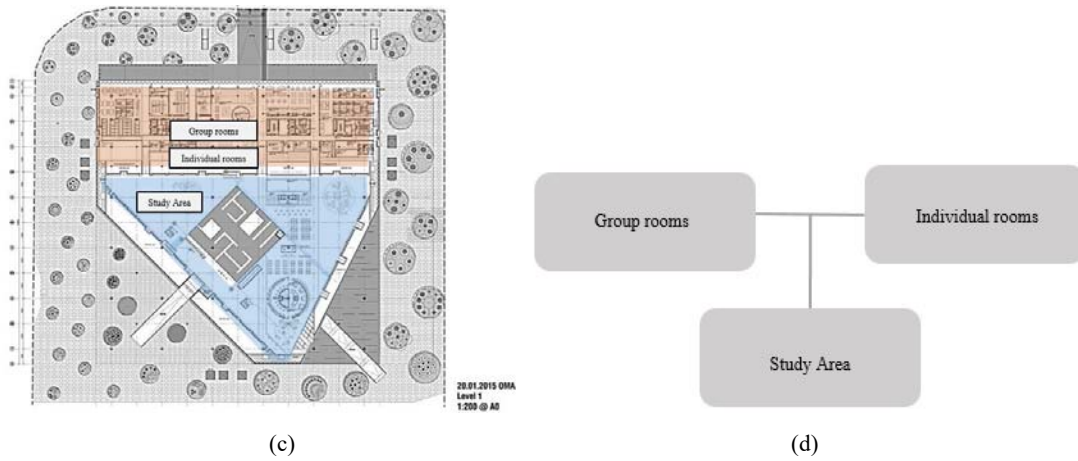 Group rooms
Individual rooms
Study Area
20.01.2015 OMA
Level 1
1:200 @ A0
(c)
Group rooms
Individual rooms
Study Area
(d)